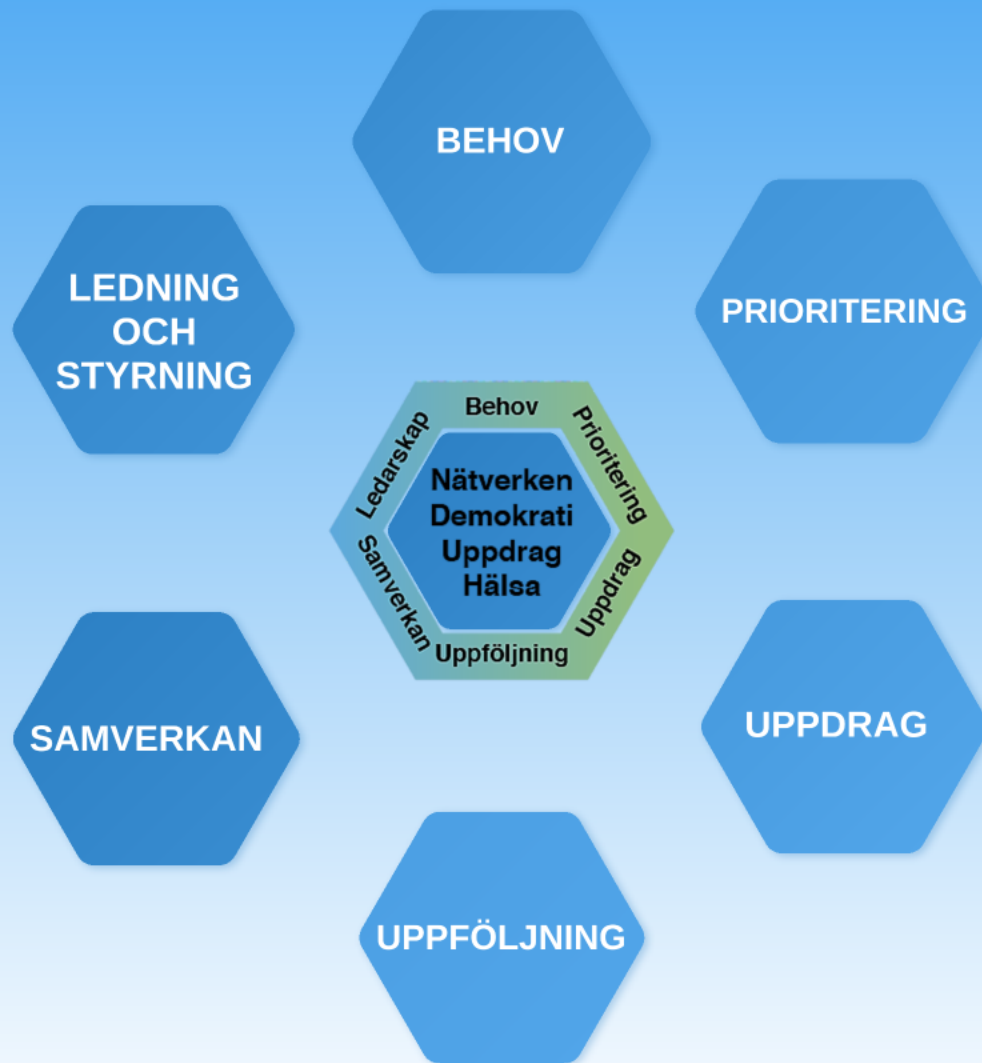 BEHOV
PRIORITERING
LEDNING
OCH
STYRNING
Behov
Prioritering
Ledarskap
Nätverken
Demokrati
Uppdrag
Hälsa
Samverkan
Uppdrag
Uppföljning
SAMVERKAN
UPPDRAG
UPPFÖLJNING